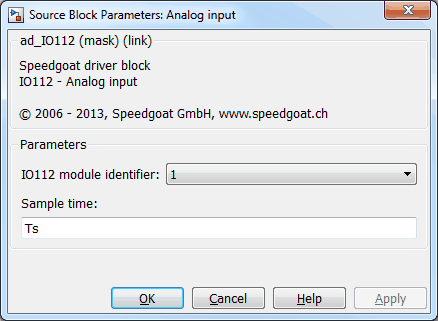 Source Block Parameters: Analog input
ad_IO112 (mask) (link)
Speedgoat driver block
IO112 - Analog input
© 2006 - 2013, Speedgoat GmbH, www.speedgoat.ch
Parameters
IO112 module identifier: 1
Sample time:
Ts
OK Cancel Help Apply